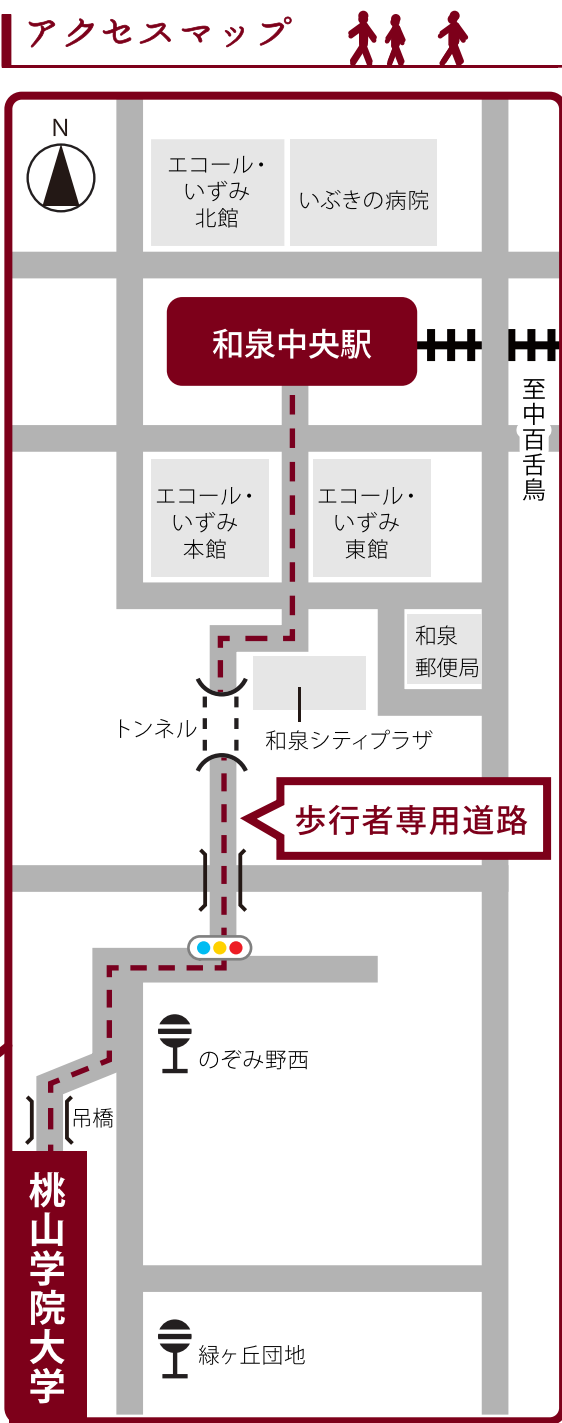 アクセスマップ
N
エコール・
いずみ
北館
いぶきの病院
和泉中央駅
至中百舌鳥
エコール・
いずみ
本館
エコール・
いずみ
東館
和泉
郵便局
トンネル
和泉シティプラザ
歩行者専用道路
のぞみ野西
吊橋
桃山学院大学
緑ヶ丘団地